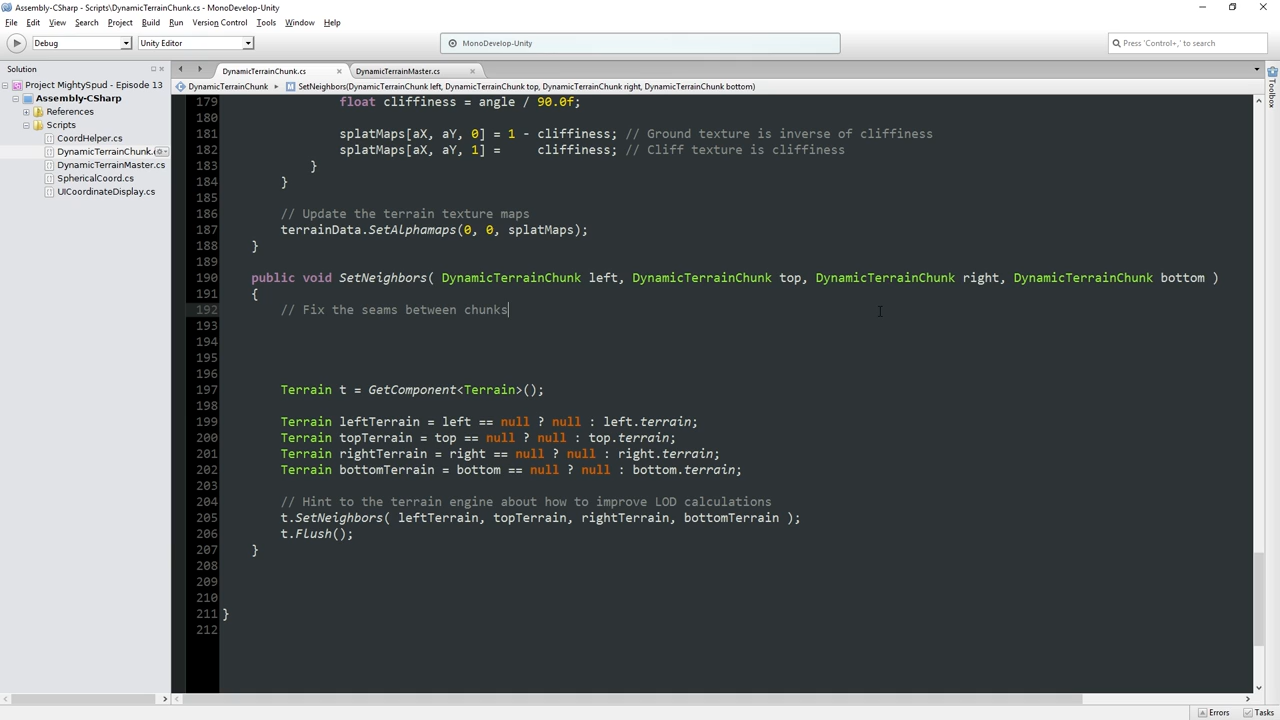 Assembly-CSharp - Scripts\DynamicTerrainChunk.cs - MonoDevelop-Unity
File Edit View Search Project Build Run Version Control Tools Window Help
Debug Unity Editor MonoDevelop-Unity Press 'Control+,' to search
Solution
DynamicTerrainChunk.cs DynamicTerrainMaster.cs
DynamicTerrainChunk SetNeighbors(DynamicTerrainChunk left, DynamicTerrainChunk top, DynamicTerrainChunk right, DynamicTerrainChunk bottom)
Toolbox
Project MightySpud - Episode 13
Assembly-CSharp
References
Scripts
CoordHelper.cs
DynamicTerrainChunk.c
DynamicTerrainMaster.cs
SphericalCoord.cs
UICoordinateDisplay.cs
179 float cliffiness = angle / 90.0f;
180
181 splatMaps[aX, aY, 0] = 1 - cliffiness; // Ground texture is inverse of cliffiness
182 splatMaps[aX, aY, 1] = cliffiness; // Cliff texture is cliffiness
183 }
184 }
185
186 // Update the terrain texture maps
187 terrainData.SetAlphamaps(0, 0, splatMaps);
188 }
189
190 public void SetNeighbors( DynamicTerrainChunk left, DynamicTerrainChunk top, DynamicTerrainChunk right, DynamicTerrainChunk bottom )
191 {
192 // Fix the seams between chunks
193
194
195
196
197 Terrain t = GetComponent<Terrain>();
198
199 Terrain leftTerrain = left == null ? null : left.terrain;
200 Terrain topTerrain = top == null ? null : top.terrain;
201 Terrain rightTerrain = right == null ? null : right.terrain;
202 Terrain bottomTerrain = bottom == null ? null : bottom.terrain;
203
204 // Hint to the terrain engine about how to improve LOD calculations
205 t.SetNeighbors( leftTerrain, topTerrain, rightTerrain, bottomTerrain );
206 t.Flush();
207 }
208
209
210
211 }
212
Errors Tasks